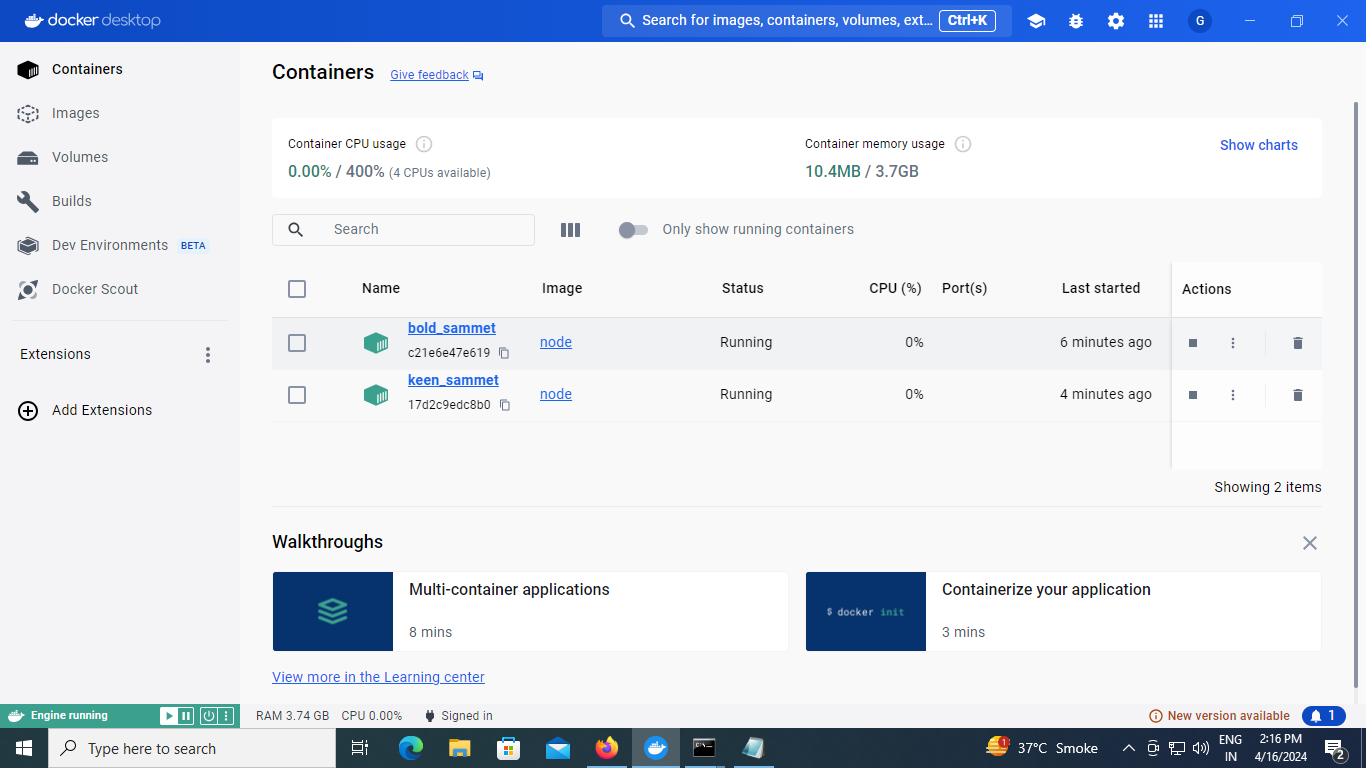 docker desktop
Search for images, containers, volumes, ext... Ctrl+K
G
Containers
Images
Volumes
Builds
Dev Environments BETA
Docker Scout
Extensions
Add Extensions
Containers Give feedback
Container CPU usage
0.00% / 400% (4 CPUs available)
Container memory usage
10.4MB / 3.7GB
Show charts
Search
Only show running containers
Name Image Status CPU (%) Port(s) Last started Actions
bold_sammet
c21e6e47e619
node Running 0% 6 minutes ago
keen_sammet
17d2c9edc8b0
node Running 0% 4 minutes ago
Showing 2 items
Walkthroughs
Multi-container applications
8 mins
$ docker init
Containerize your application
3 mins
View more in the Learning center
Engine running
RAM 3.74 GB CPU 0.00% Signed in
New version available
1
Type here to search
1
37°C Smoke
ENG
IN
2:16 PM
4/16/2024
2